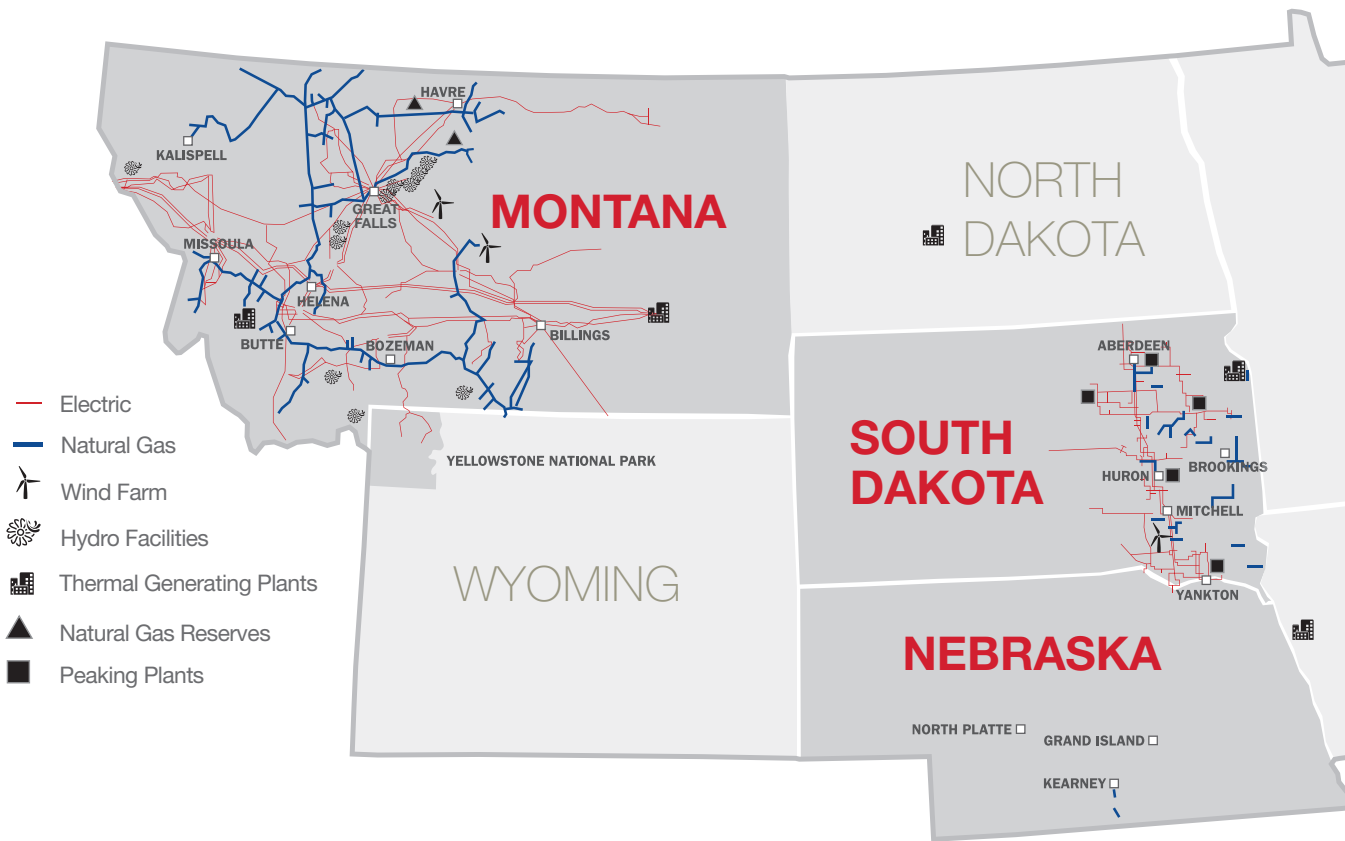 HAVRE
KALISPELL
GREAT
FALLS
MONTANA
MISSOULA
HELENA
BUTTE
BOZEMAN
BILLINGS
NORTH
DAKOTA
ABERDEEN
SOUTH
DAKOTA
HURON
BROOKINGS
MITCHELL
YANKTON
YELLOWSTONE NATIONAL PARK
WYOMING
NEBRASKA
NORTH PLATTE
GRAND ISLAND
KEARNEY
Electric
Natural Gas
Wind Farm
Hydro Facilities
Thermal Generating Plants
Natural Gas Reserves
Peaking Plants